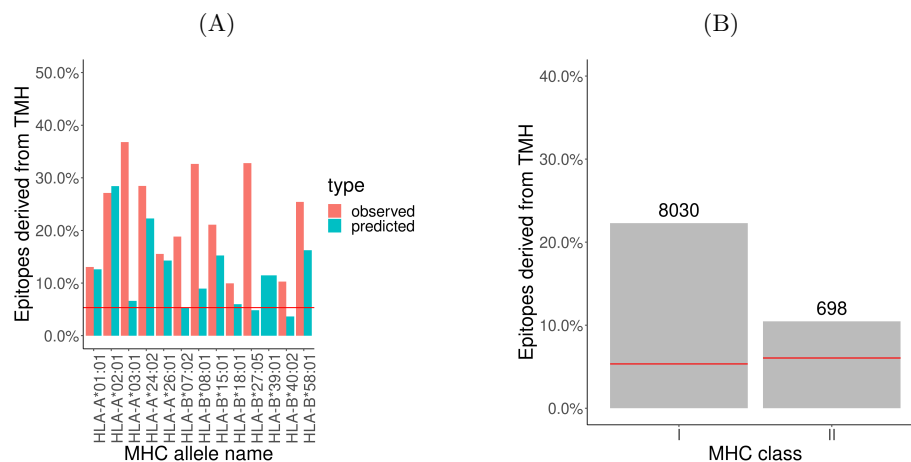 (A)
(B)
50.0%
40.0%
30.0%
20.0%
10.0%
0.0%
Epitopes derived from TMH
HLA-A*01:01
HLA-A*02:01
HLA-A*03:01
HLA-A*24:02
HLA-A*26:01
HLA-B*07:02
HLA-B*08:01
HLA-B*15:01
HLA-B*18:01
HLA-B*27:05
HLA-B*39:01
HLA-B*40:02
HLA-B*58:01
MHC allele name
type
observed
predicted
40.0%
30.0%
20.0%
10.0%
0.0%
Epitopes derived from TMH
8030
698
I
II
MHC class